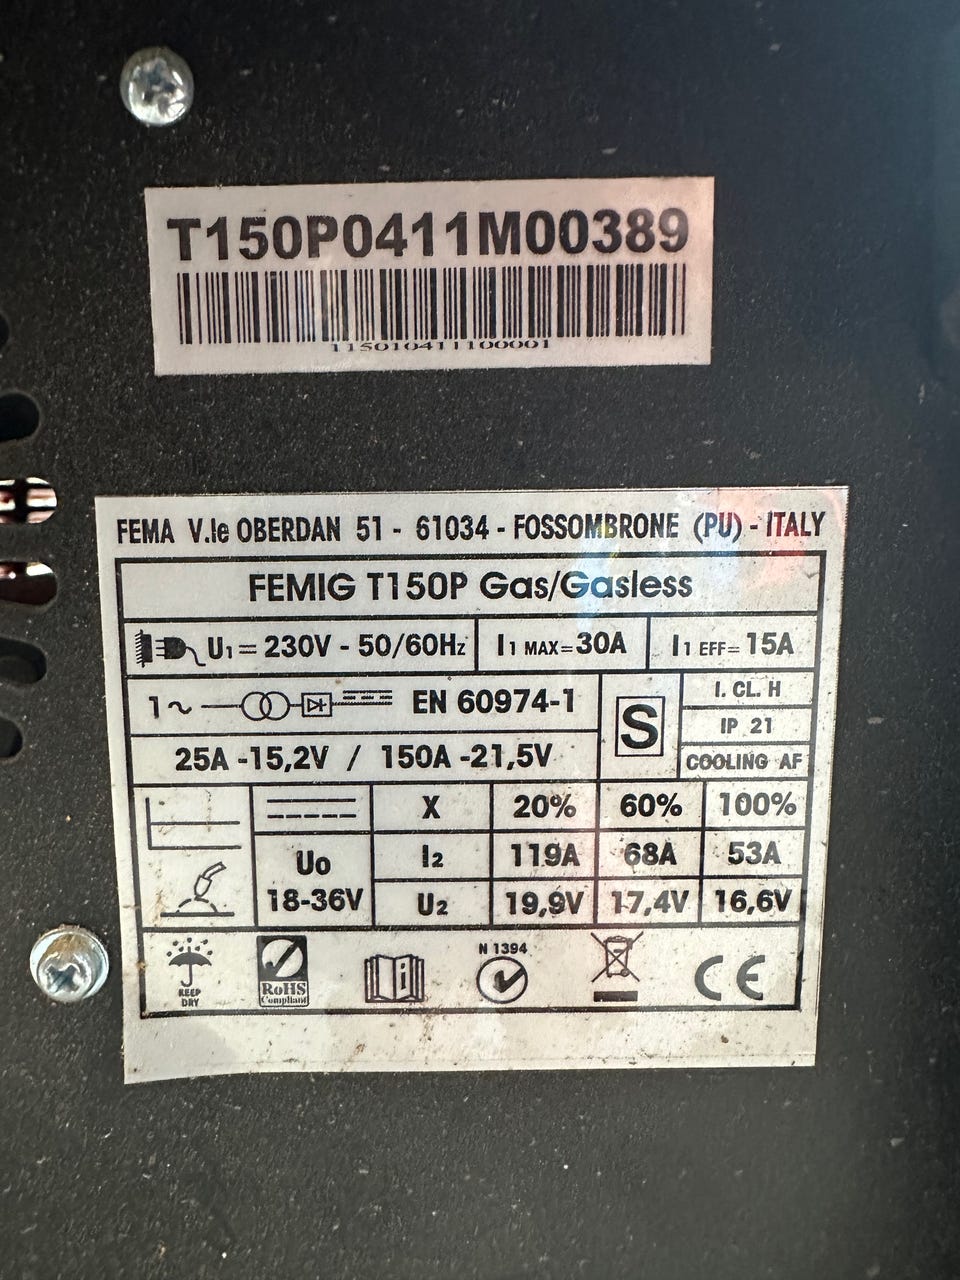 T150P0411M00389
115010411100001
FEMA V.le OBERDAN 51 - 61034 - FOSSOMBRONE (PU) - ITALY
FEMIG T150P Gas/Gasless
U1 = 230V - 50/60Hz I1 MAX= 30A I1 EFF= 15A
1~ EN 60974-1 S I. CL. H
IP 21
25A -15,2V / 150A -21,5V COOLING AF
X 20% 60% 100%
Uo I2 119A 68A 53A
18-36V U2 19,9V 17,4V 16,6V
KEEP DRY RoHS Compliant i N 1394 CE